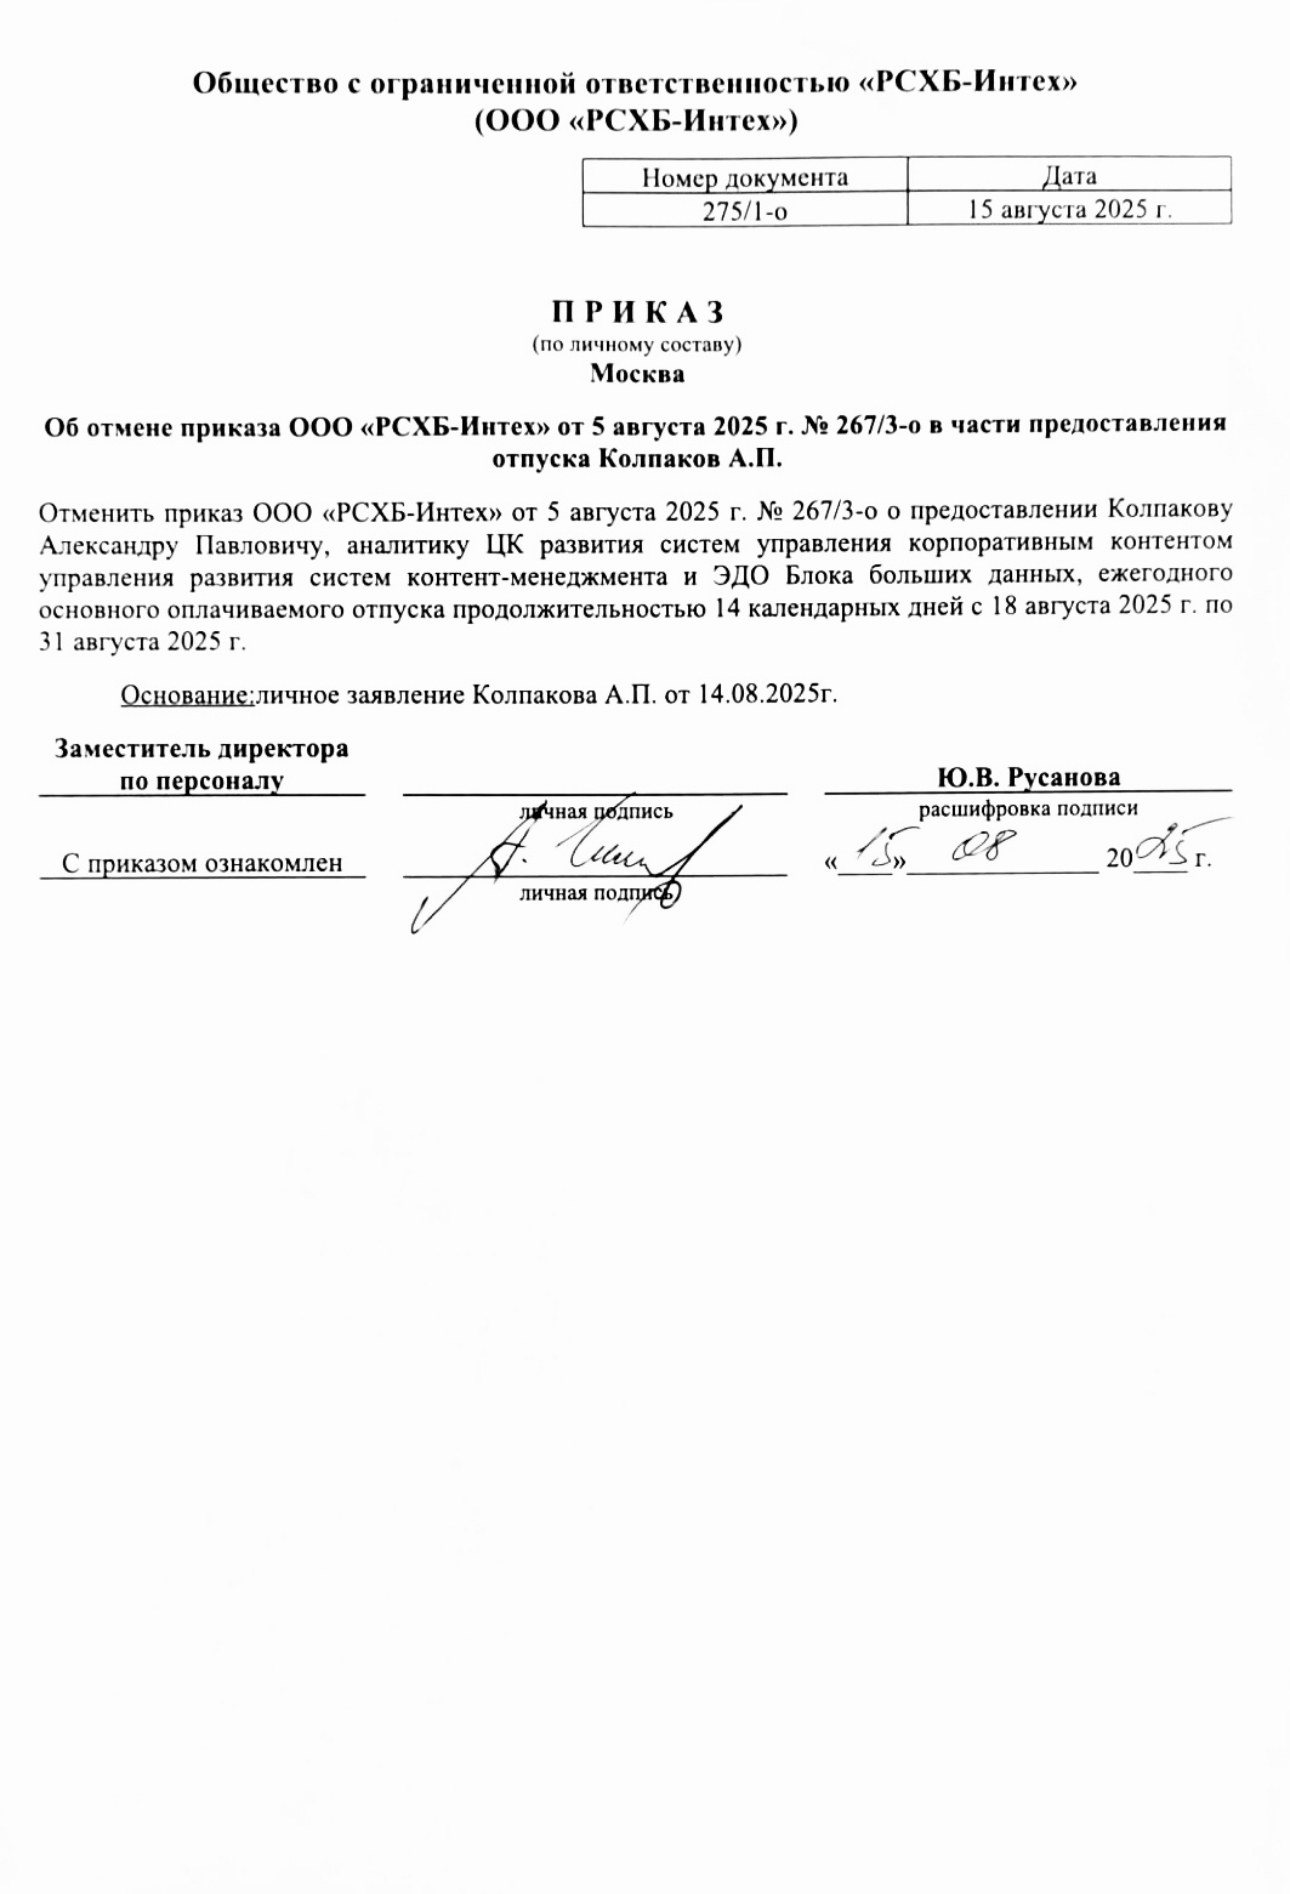 Общество с ограниченной ответственностью «РСХБ-Интех»
(ООО «РСХБ-Интех»)
Номер документа Дата
275/1-о 15 августа 2025 г.
П Р И К А З
(по личному составу)
Москва
Об отмене приказа ООО «РСХБ-Интех» от 5 августа 2025 г. № 267/3-о в части предоставления
отпуска Колпаков А.П.
Отменить приказ ООО «РСХБ-Интех» от 5 августа 2025 г. № 267/3-о о предоставлении Колпакову
Александру Павловичу, аналитику ЦК развития систем управления корпоративным контентом
управления развития систем контент-менеджмента и ЭДО Блока больших данных, ежегодного
основного оплачиваемого отпуска продолжительностью 14 календарных дней с 18 августа 2025 г. по
31 августа 2025 г.
Основание:личное заявление Колпакова А.П. от 14.08.2025г.
Заместитель директора
по персоналу Ю.В. Русанова
личная подпись расшифровка подписи
С приказом ознакомлен «15» 08 2025 г.
личная подпись